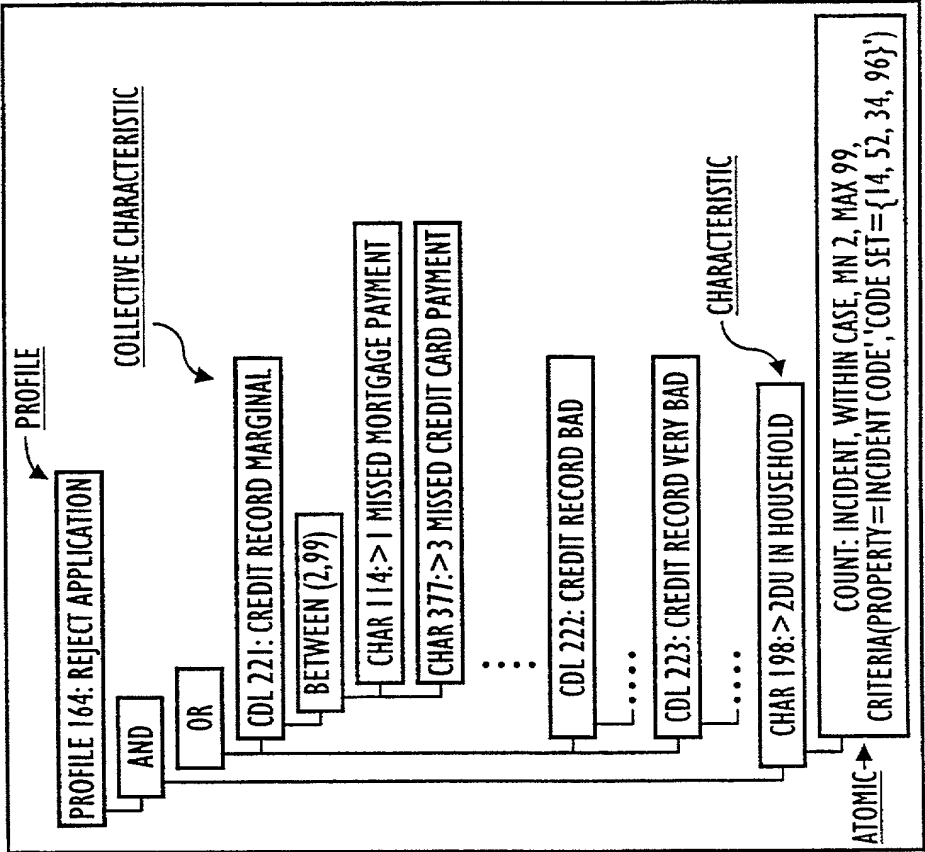 PROFILE
PROFILE 164: REJECT APPLICATION
AND
OR
COLLECTIVE CHARACTERISTIC
CDL 221: CREDIT RECORD MARGINAL
BETWEEN (2,99)
CHAR 114:>1 MISSED MORTGAGE PAYMENT
CHAR 377:>3 MISSED CREDIT CARD PAYMENT
....
CDL 222: CREDIT RECORD BAD
....
CDL 223: CREDIT RECORD VERY BAD
....
CHARACTERISTIC
CHAR 198:>2DU IN HOUSEHOLD
ATOMIC
COUNT: INCIDENT, WITHIN CASE, MN 2, MAX 99,
CRITERIA(PROPERTY=INCIDENT CODE','CODE SET={14, 52, 34, 96}')